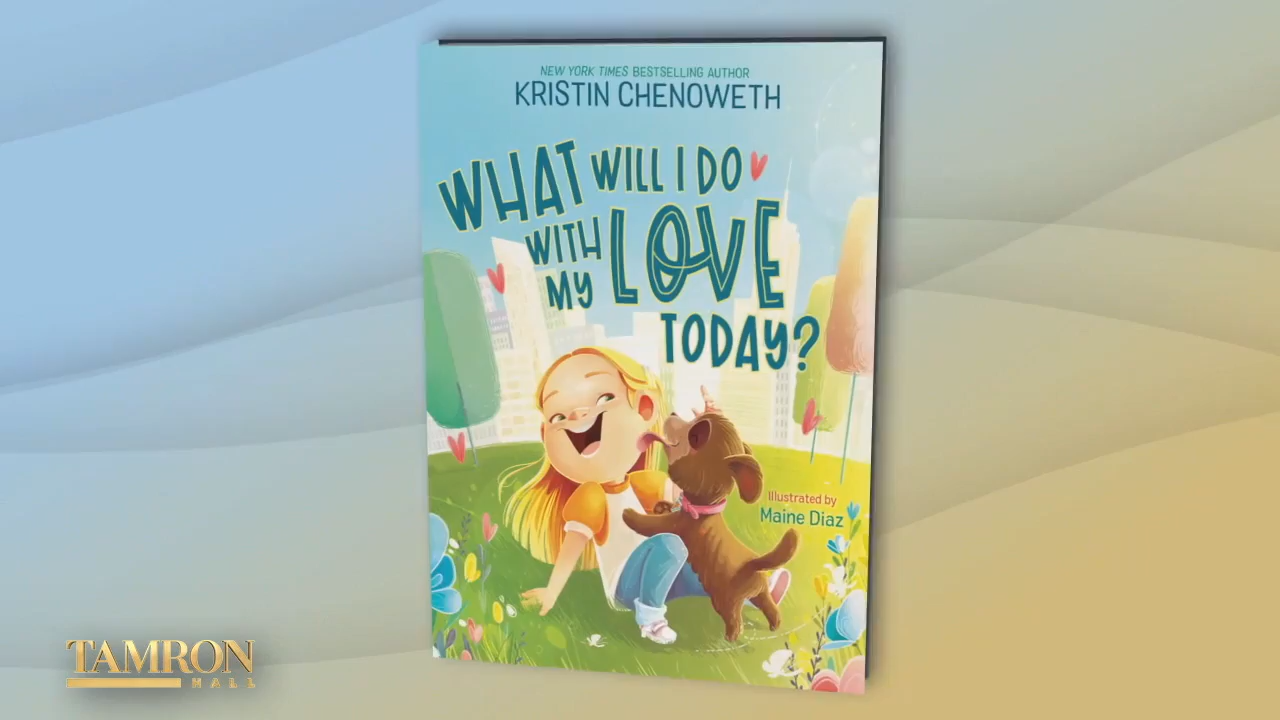 NEW YORK TIMES BESTSELLING AUTHOR
KRISTIN CHENOWETH
WHAT WILL I DO
WITH MY LOVE
TODAY?
Illustrated by
Maine Diaz
TAMRON
HALL